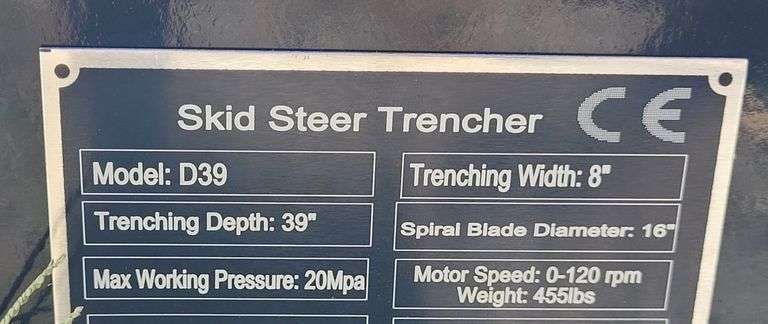 Skid Steer Trencher CE
Model: D39
Trenching Width: 8"
Trenching Depth: 39"
Spiral Blade Diameter: 16"
Max Working Pressure: 20Mpa
Motor Speed: 0-120 rpm
Weight: 455lbs